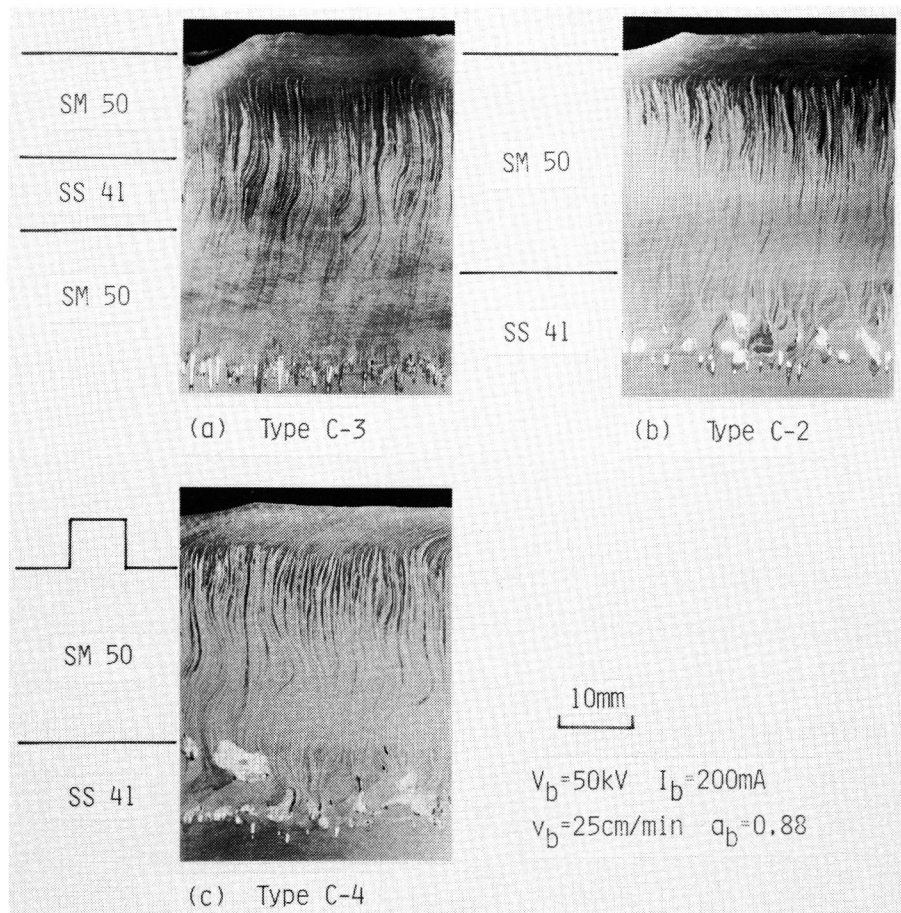 SM 50
SS 41
SM 50
(a) Type C-3
SM 50
SS 41
(b) Type C-2
SM 50
SS 41
(c) Type C-4
10mm
V_b=50kV I_b=200mA
v_b=25cm/min a_b=0.88